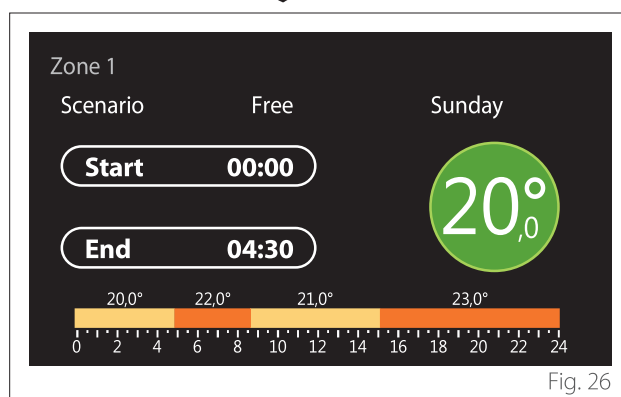 Zone 1
Scenario Free Sunday
Start 00:00
20,0°
End 04:30
20,0° 22,0° 21,0° 23,0°
0 2 4 6 8 10 12 14 16 18 20 22 24
Fig. 26